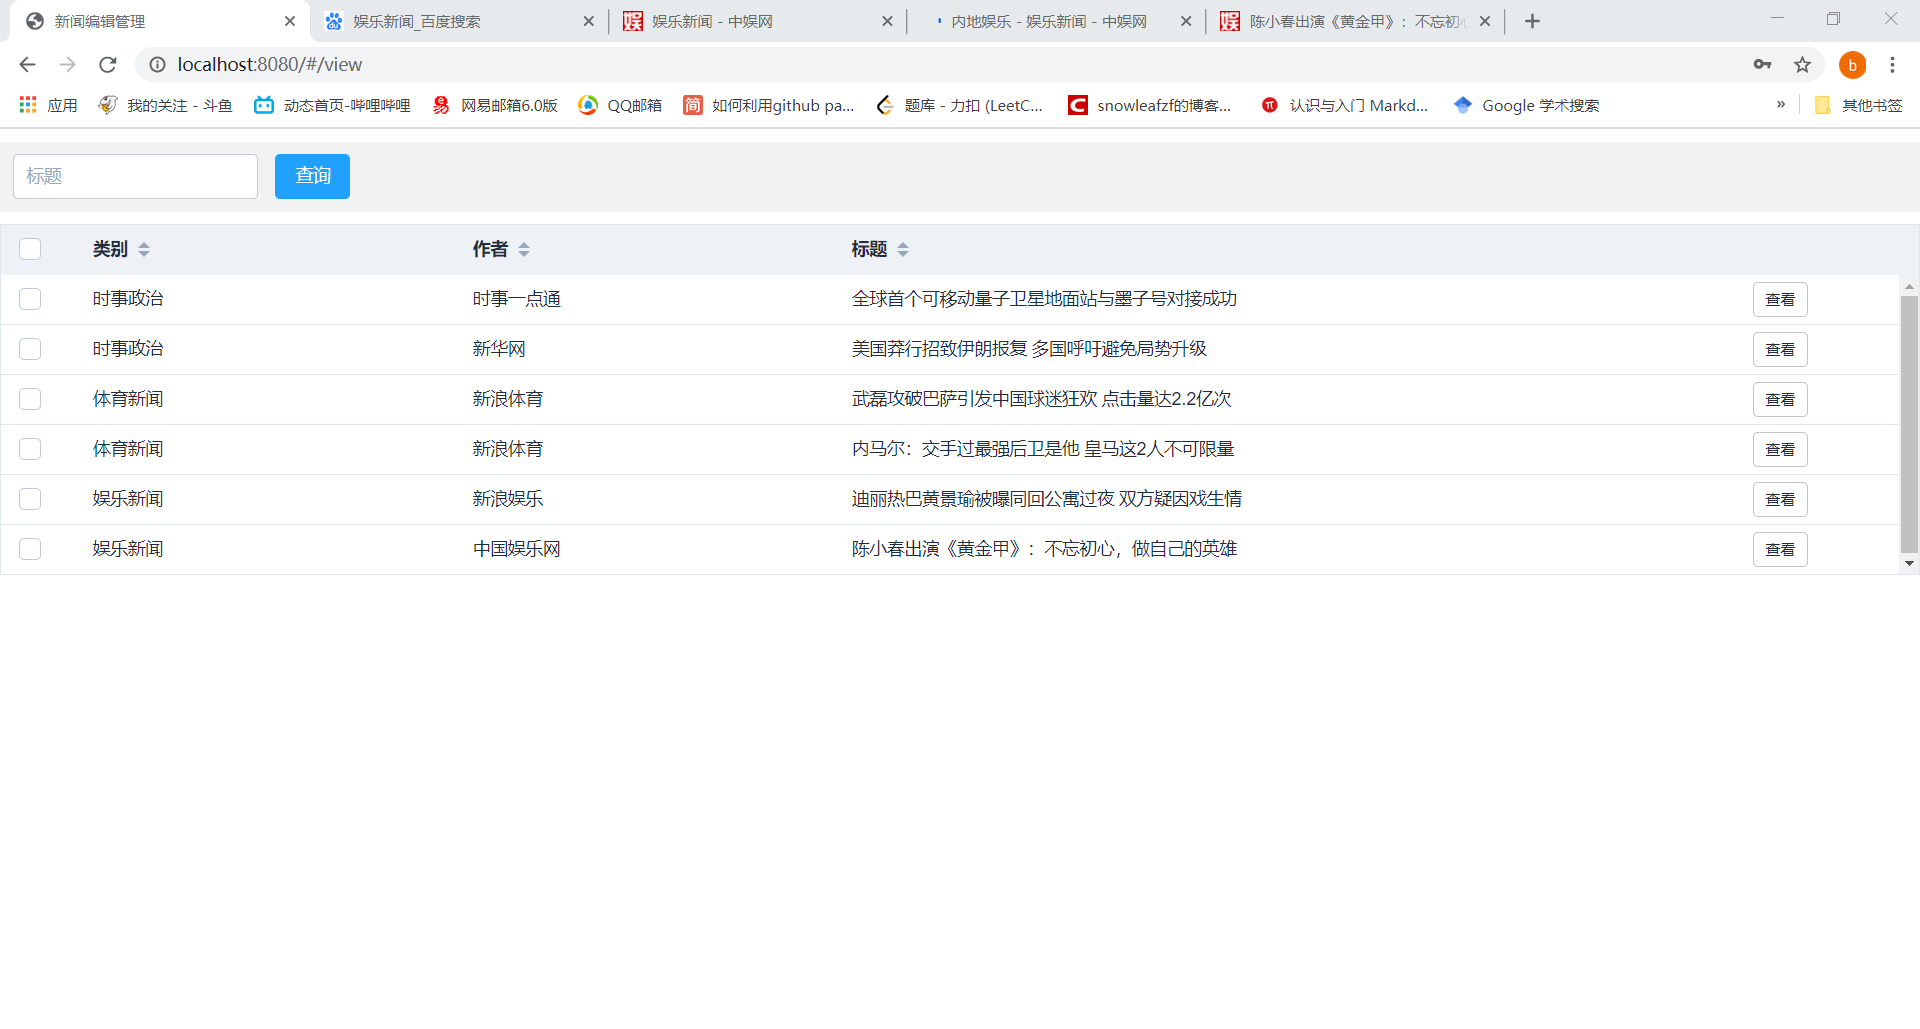 新闻编辑管理 娱乐新闻_百度搜索 娱乐新闻 - 中娱网 内地娱乐 - 娱乐新闻 - 中娱网 陈小春出演《黄金甲》：不忘初
localhost:8080/#/view b
应用 我的关注 - 斗鱼 动态首页-哔哩哔哩 网易邮箱6.0版 QQ邮箱 简 如何利用github pa... 题库 - 力扣 (LeetC... snowleafzf的博客... 认识与入门 Markd... Google 学术搜索 » 其他书签
标题 查询
类别 作者 标题
时事政治 时事一点通 全球首个可移动量子卫星地面站与墨子号对接成功 查看
时事政治 新华网 美国莽行招致伊朗报复 多国呼吁避免局势升级 查看
体育新闻 新浪体育 武磊攻破巴萨引发中国球迷狂欢 点击量达2.2亿次 查看
体育新闻 新浪体育 内马尔：交手过最强后卫是他 皇马这2人不可限量 查看
娱乐新闻 新浪娱乐 迪丽热巴黄景瑜被曝同回公寓过夜 双方疑因戏生情 查看
娱乐新闻 中国娱乐网 陈小春出演《黄金甲》：不忘初心，做自己的英雄 查看